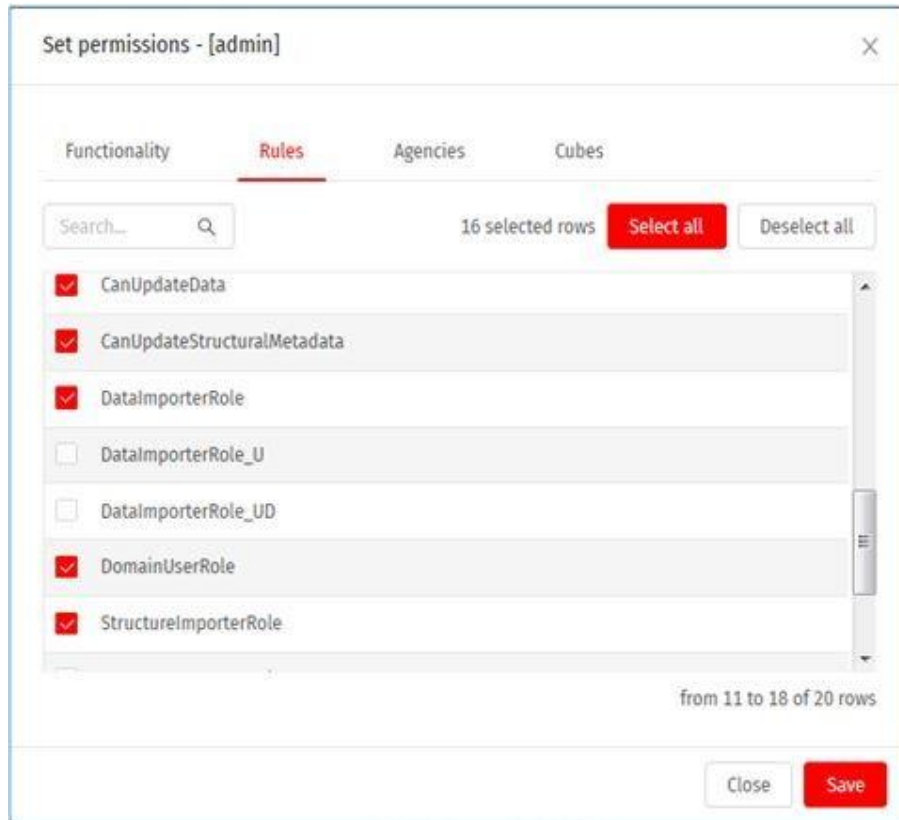 Set permissions - [admin]
Functionality Rules Agencies Cubes
Search... 16 selected rows Select all Deselect all
CanUpdateData
CanUpdateStructuralMetadata
DataImporterRole
DataImporterRole_U
DataImporterRole_UD
DomainUserRole
StructureImporterRole
from 11 to 18 of 20 rows
Close Save